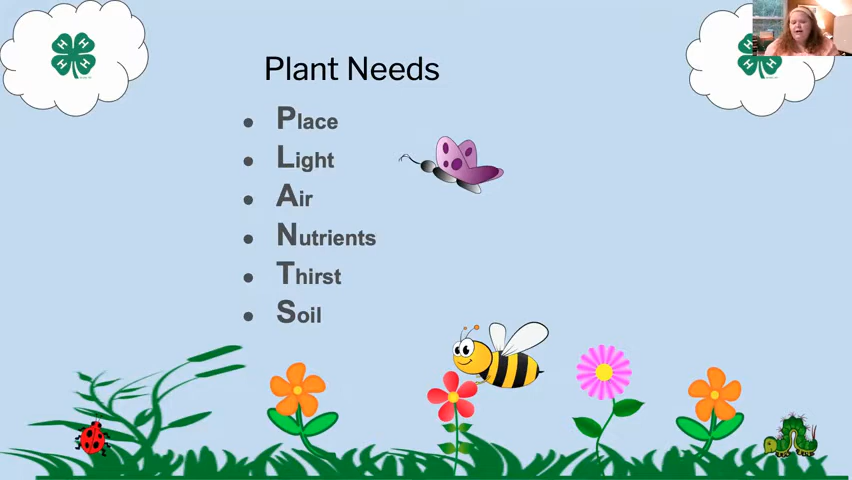 H H
H H
H H
H H
Plant Needs
Place
Light
Air
Nutrients
Thirst
Soil